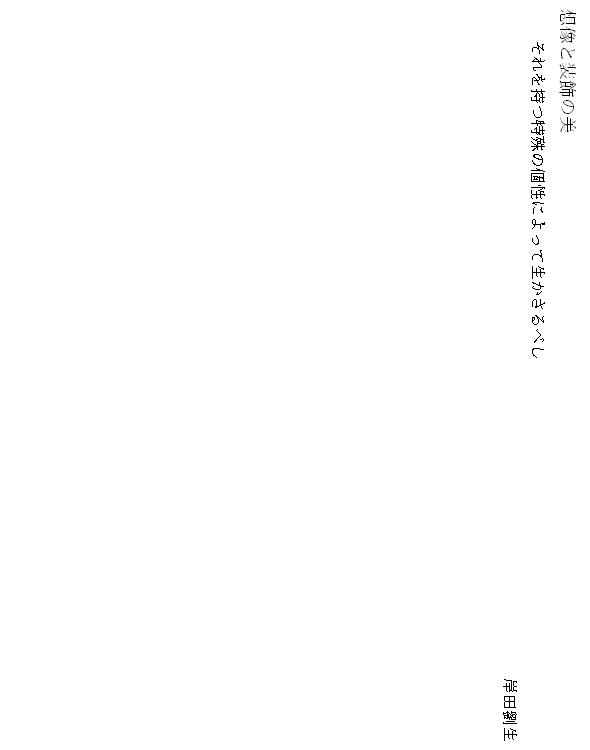 想像と装飾の美
それを持つ特殊の個性によって生かさるべし
岸田劉生